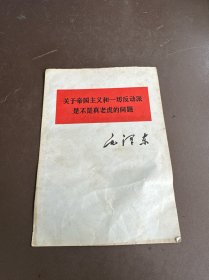 关于帝国主义和一切反动派
是不是真老虎的问题
毛泽东